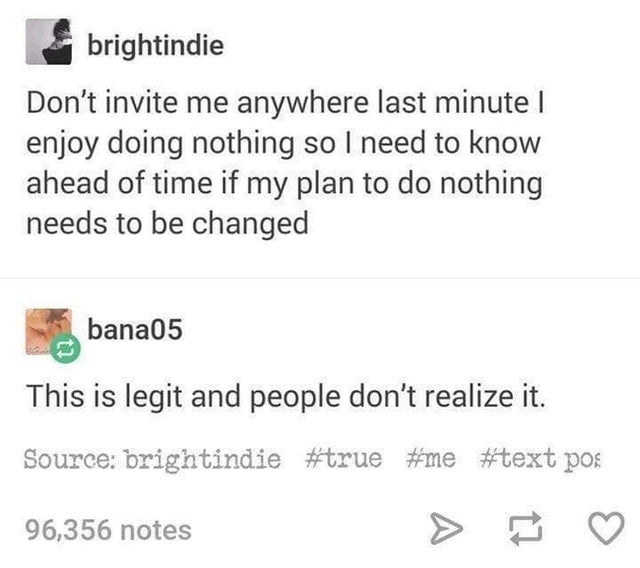 brightindie
Don't invite me anywhere last minute I
enjoy doing nothing so I need to know
ahead of time if my plan to do nothing
needs to be changed
bana05
This is legit and people don't realize it.
Source: brightindie #true #me #text pos
96,356 notes